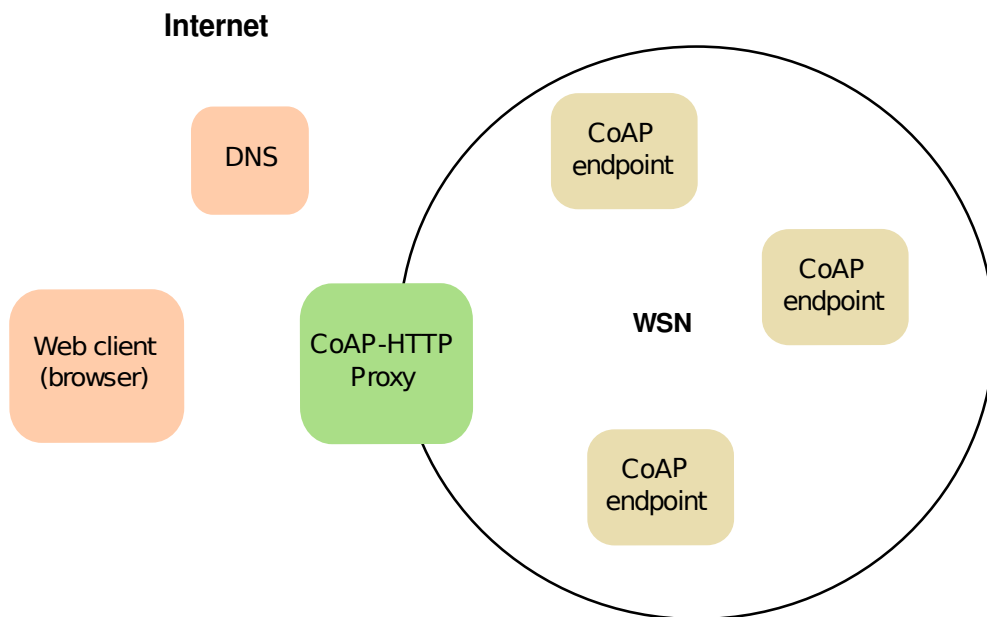 Internet
DNS
CoAP
endpoint
CoAP
endpoint
Web client
(browser)
CoAP-HTTP
Proxy
WSN
CoAP
endpoint